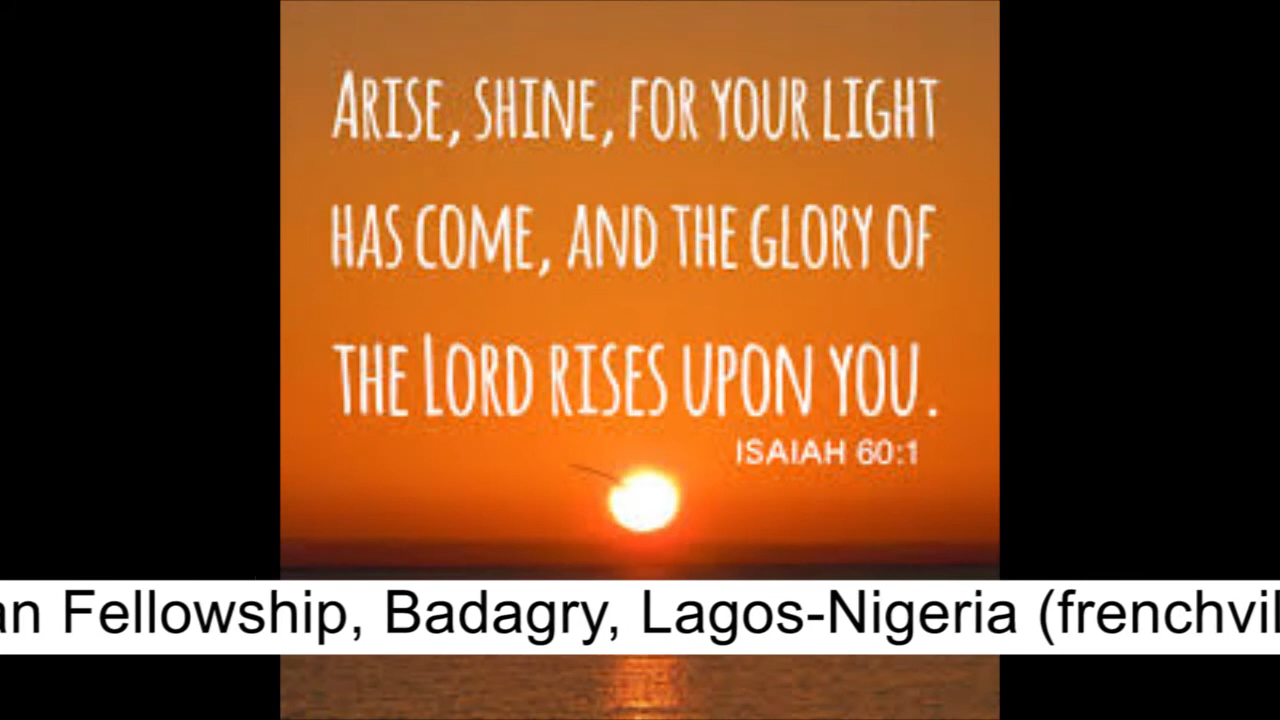 ARISE, SHINE, FOR YOUR LIGHT
HAS COME, AND THE GLORY OF
THE LORD RISES UPON YOU.
ISAIAH 60:1
Fellowship, Badagry, Lagos-Nigeria